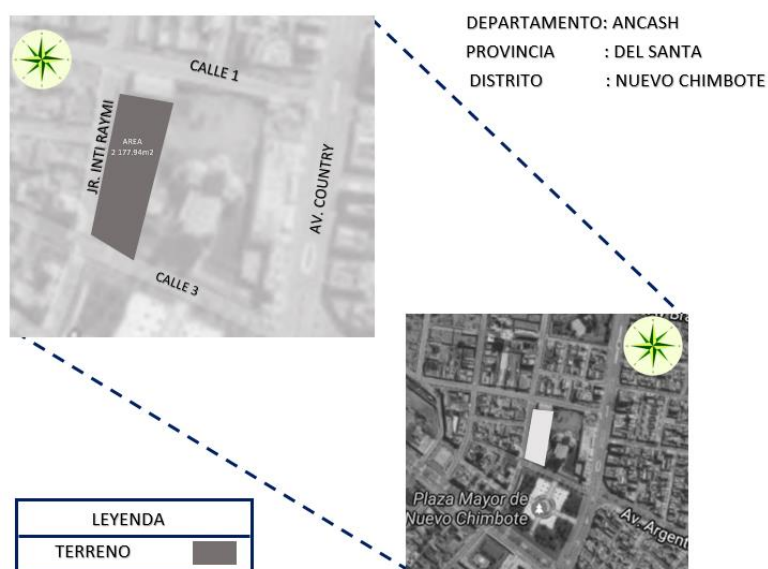 DEPARTAMENTO: ANCASH
PROVINCIA : DEL SANTA
DISTRITO : NUEVO CHIMBOTE
CALLE 1
JR. INTI RAYMI
AREA
2 177.94m2
AV. COUNTRY
CALLE 3
Plaza Mayor de
Nuevo Chimbote
Av. Argent
LEYENDA
TERRENO